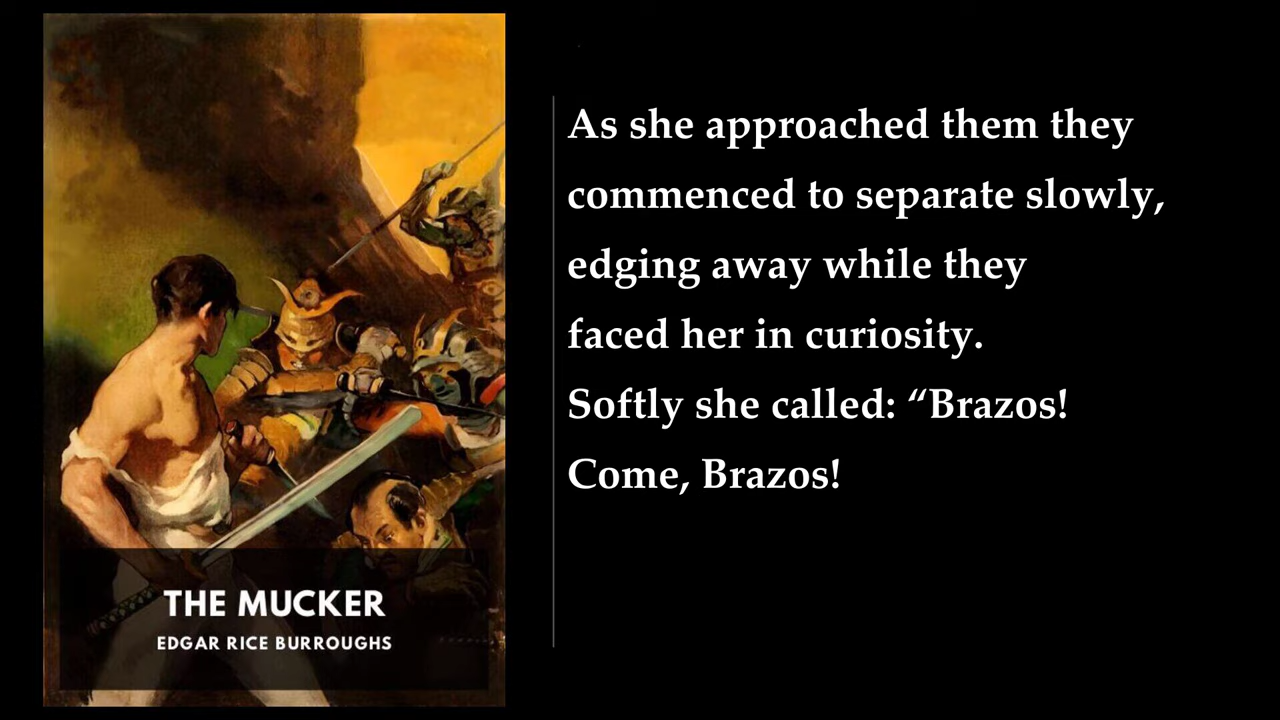 THE MUCKER
EDGAR RICE BURROUGHS
As she approached them they
commenced to separate slowly,
edging away while they
faced her in curiosity.
Softly she called: “Brazos!
Come, Brazos!